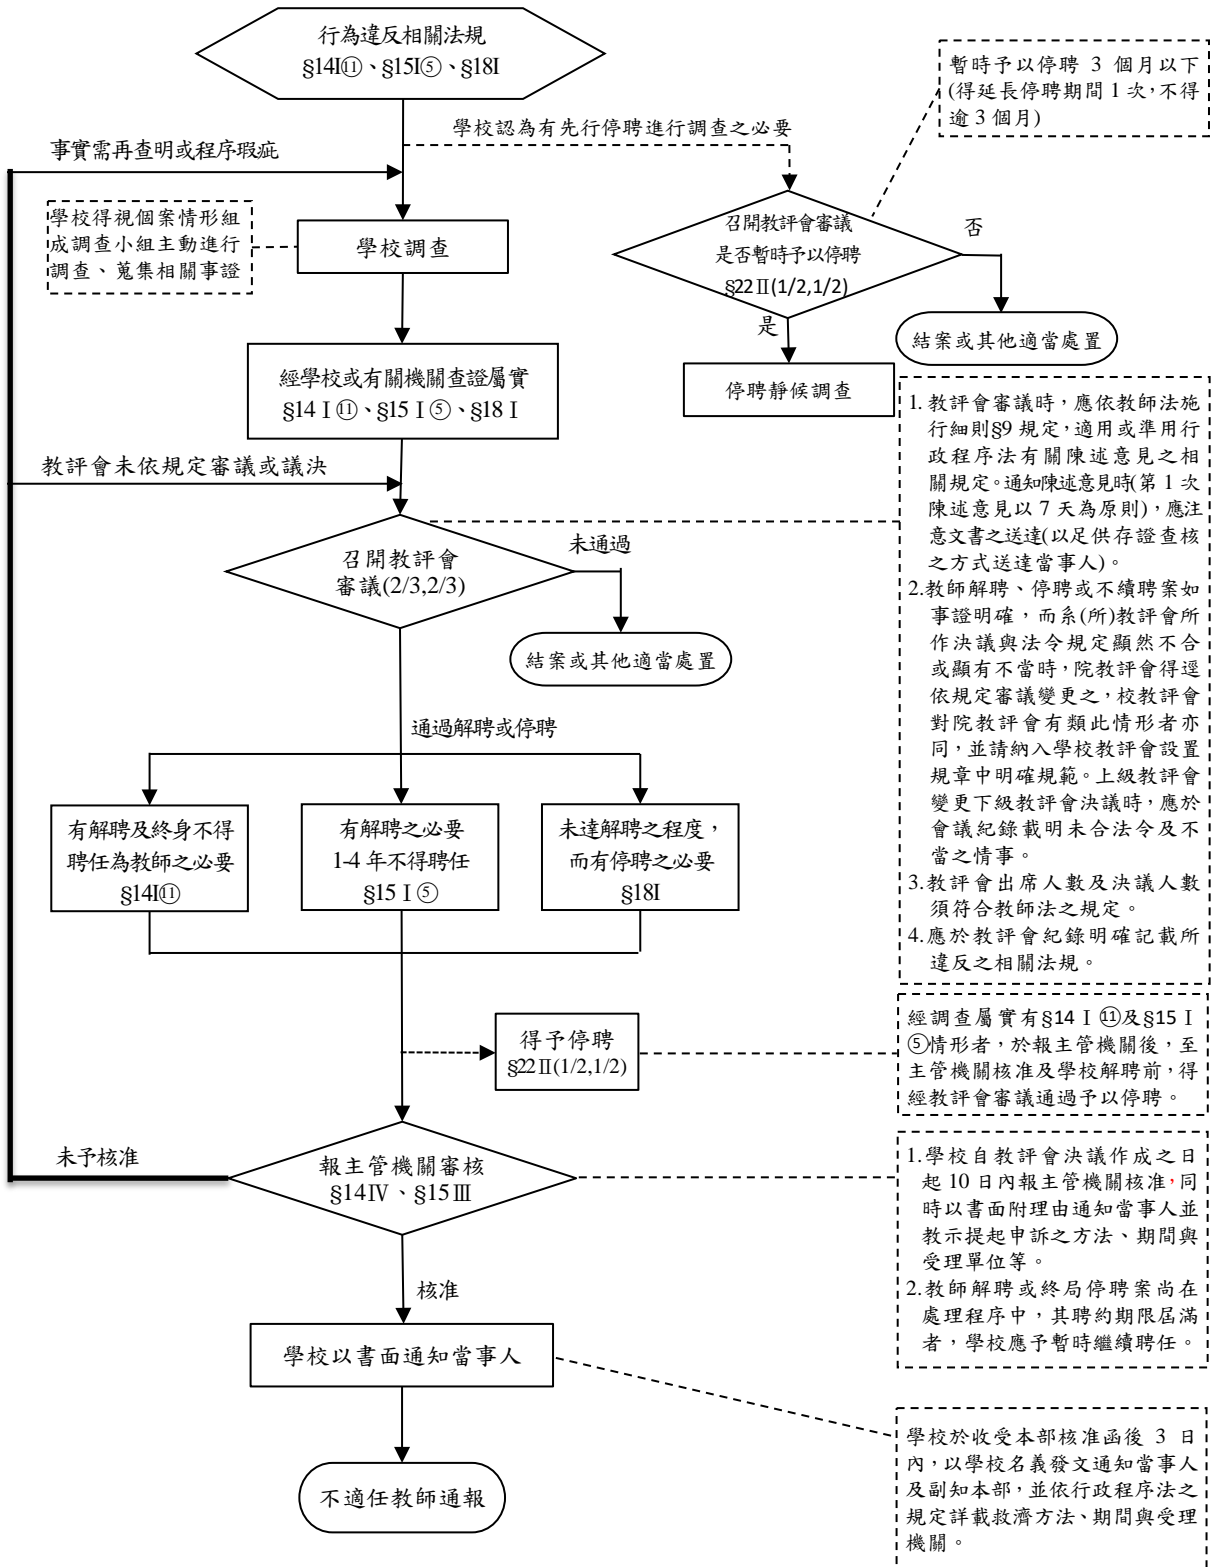 行為違反相關法規
§14I⑪、§15I⑤、§18I
暫時予以停聘 3 個月以下
(得延長停聘期間 1 次，不得
逾 3 個月)
學校認為有先行停聘進行調查之必要
事實需再查明或程序瑕疵
學校得視個案情形組
成調查小組主動進行
調查、蒐集相關事證
學校調查
召開教評會審議
是否暫時予以停聘
§22Ⅱ(1/2,1/2)
否
是
結案或其他適當處置
停聘靜候調查
經學校或有關機關查證屬實
§14 I ⑪、§15 I ⑤、§18 I
教評會未依規定審議或議決
召開教評會
審議(2/3,2/3)
未通過
結案或其他適當處置
1. 教評會審議時，應依教師法施
行細則§9 規定，適用或準用行
政程序法有關陳述意見之相
關規定。通知陳述意見時(第 1 次
陳述意見以 7 天為原則)，應注
意文書之送達(以足供存證查核
之方式送達當事人)。
2.教師解聘、停聘或不續聘案如
事證明確，而系(所)教評會所
作決議與法令規定顯然不合
或顯有不當時，院教評會得逕
依規定審議變更之，校教評會
對院教評會有類此情形者亦
同，並請納入學校教評會設置
規章中明確規範。上級教評會
變更下級教評會決議時，應於
會議紀錄載明未合法令及不
當之情事。
3.教評會出席人數及決議人數
須符合教師法之規定。
4.應於教評會紀錄明確記載所
違反之相關法規。
通過解聘或停聘
有解聘及終身不得
聘任為教師之必要
§14I⑪
有解聘之必要
1-4 年不得聘任
§15 I ⑤
未達解聘之程度，
而有停聘之必要
§18I
得予停聘
§22Ⅱ(1/2,1/2)
經調查屬實有§14 I ⑪及§15 I
⑤情形者，於報主管機關後，至
主管機關核准及學校解聘前，得
經教評會審議通過予以停聘。
未予核准
報主管機關審核
§14IV、§15Ⅲ
1.學校自教評會決議作成之日
起 10 日內報主管機關核准，同
時以書面附理由通知當事人並
教示提起申訴之方法、期間與
受理單位等。
2.教師解聘或終局停聘案尚在
處理程序中，其聘約期限屆滿
者，學校應予暫時繼續聘任。
核准
學校以書面通知當事人
學校於收受本部核准函後 3 日
內，以學校名義發文通知當事人
及副知本部，並依行政程序法之
規定詳載救濟方法、期間與受理
機關。
不適任教師通報